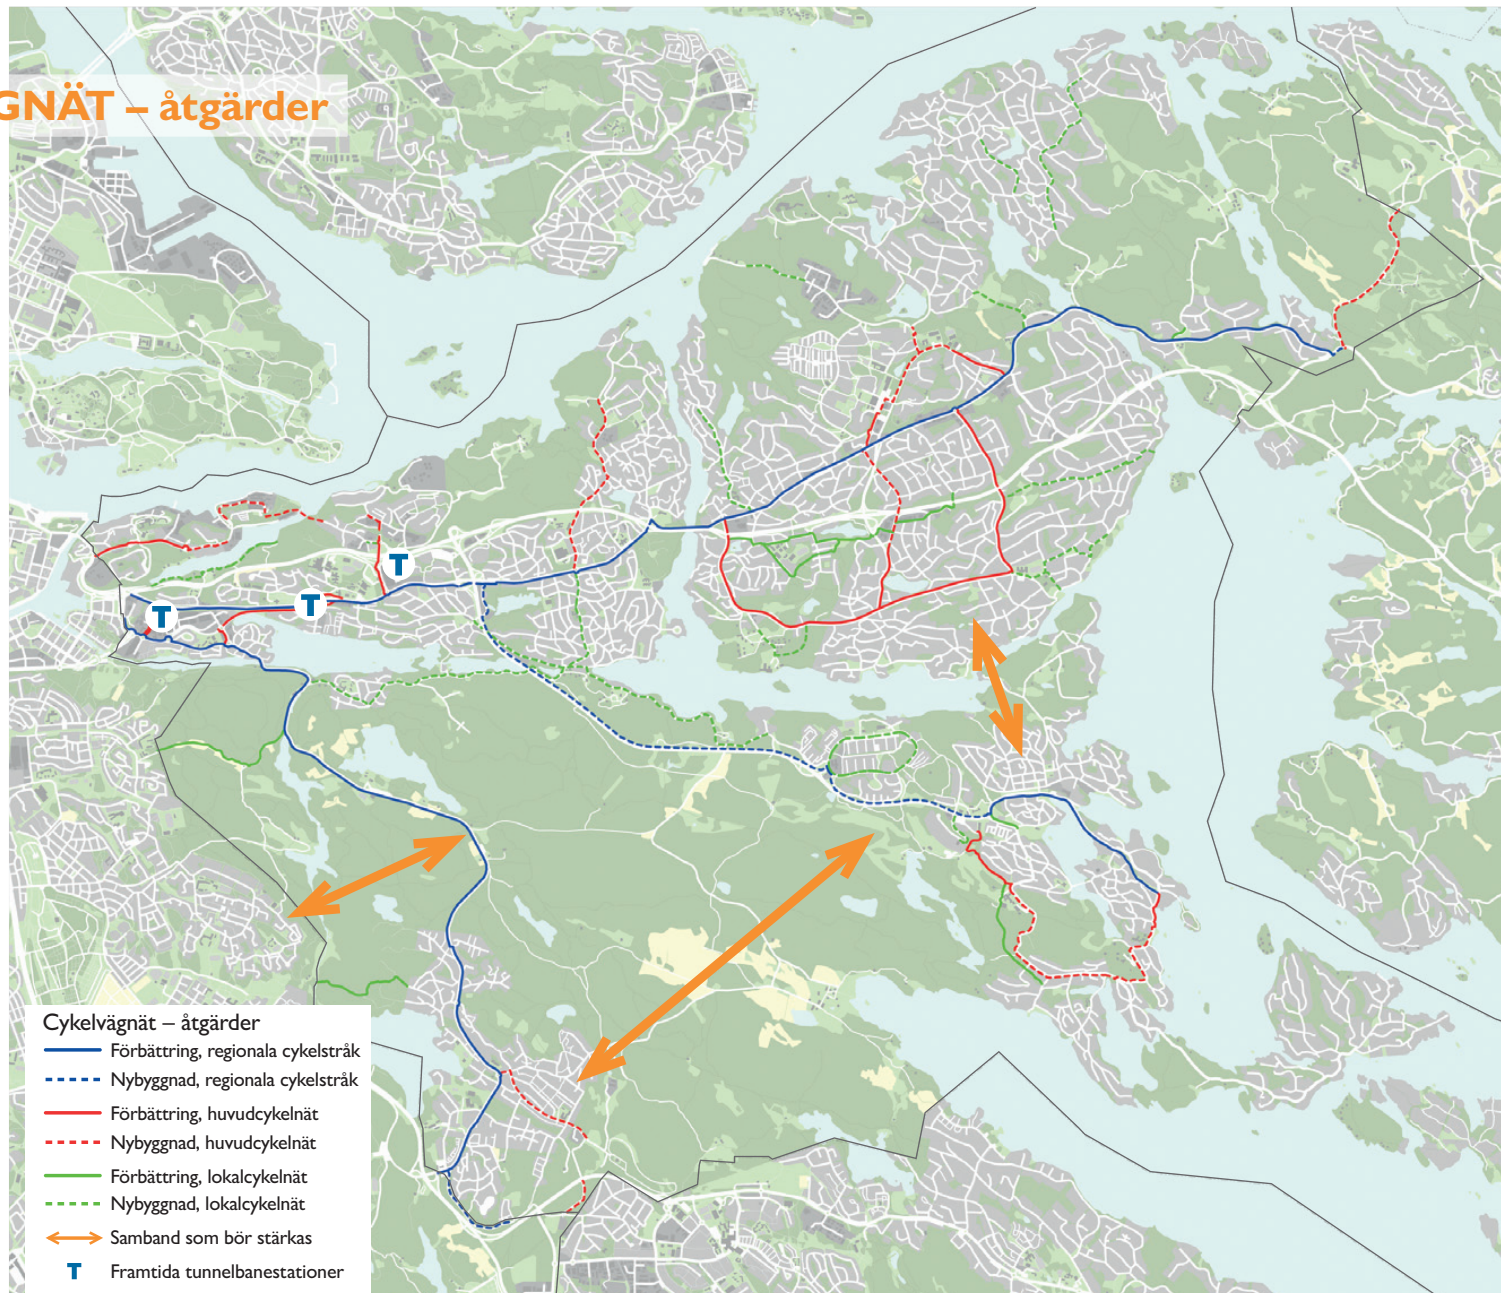 GNÄT – åtgärder
T
T
T
Cykelvägnät – åtgärder
Förbättring, regionala cykelstråk
Nybyggnad, regionala cykelstråk
Förbättring, huvudcykelnät
Nybyggnad, huvudcykelnät
Förbättring, lokalcykelnät
Nybyggnad, lokalcykelnät
Samband som bör stärkas
T Framtida tunnelbanestationer